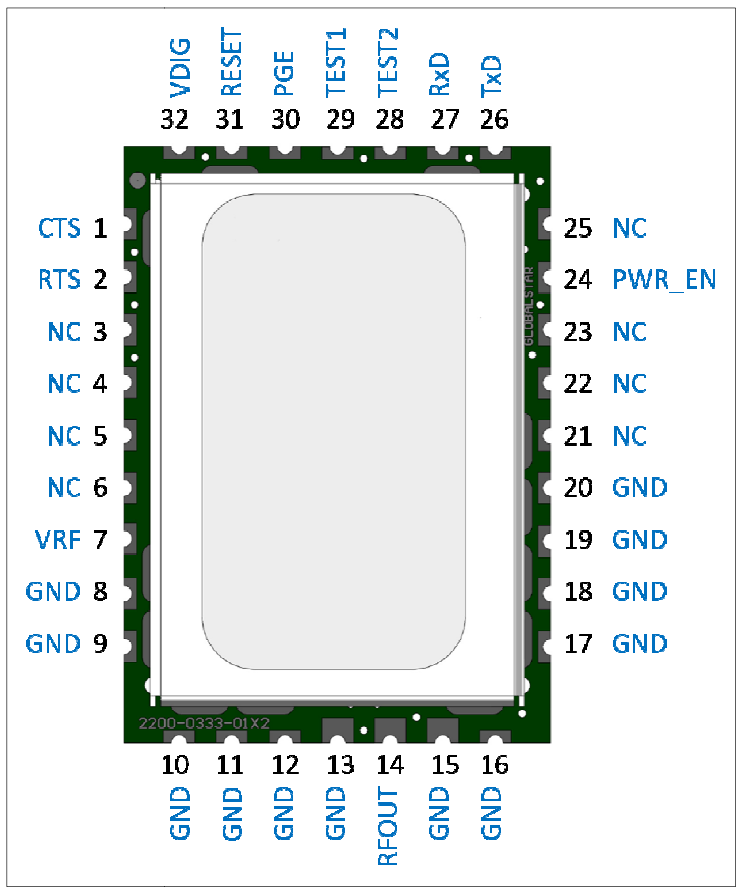 VDIG RESET PGE TEST1 TEST2 RxD TxD
32 31 30 29 28 27 26
CTS 1 25 NC
RTS 2 24 PWR_EN
NC 3 23 NC
NC 4 22 NC
NC 5 21 NC
NC 6 20 GND
VRF 7 19 GND
GND 8 18 GND
GND 9 17 GND
GLOBALSTAR
2200-0333-01X2
10 11 12 13 14 15 16
GND GND GND GND RFOUT GND GND